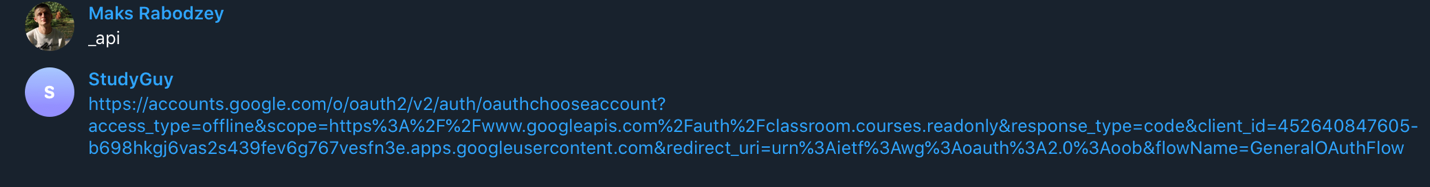 Maks Rabodzey
_api
StudyGuy
S
https://accounts.google.com/o/oauth2/v2/auth/oauthchooseaccount?
access_type=offline&scope=https%3A%2F%2Fwww.googleapis.com%2Fauth%2Fclassroom.courses.readonly&response_type=code&client_id=452640847605-
b698hkgj6vas2s439fev6g767vesfn3e.apps.googleusercontent.com&redirect_uri=urn%3Aietf%3Awg%3Aoauth%3A2.0%3Aoob&flowName=GeneralOAuthFlow